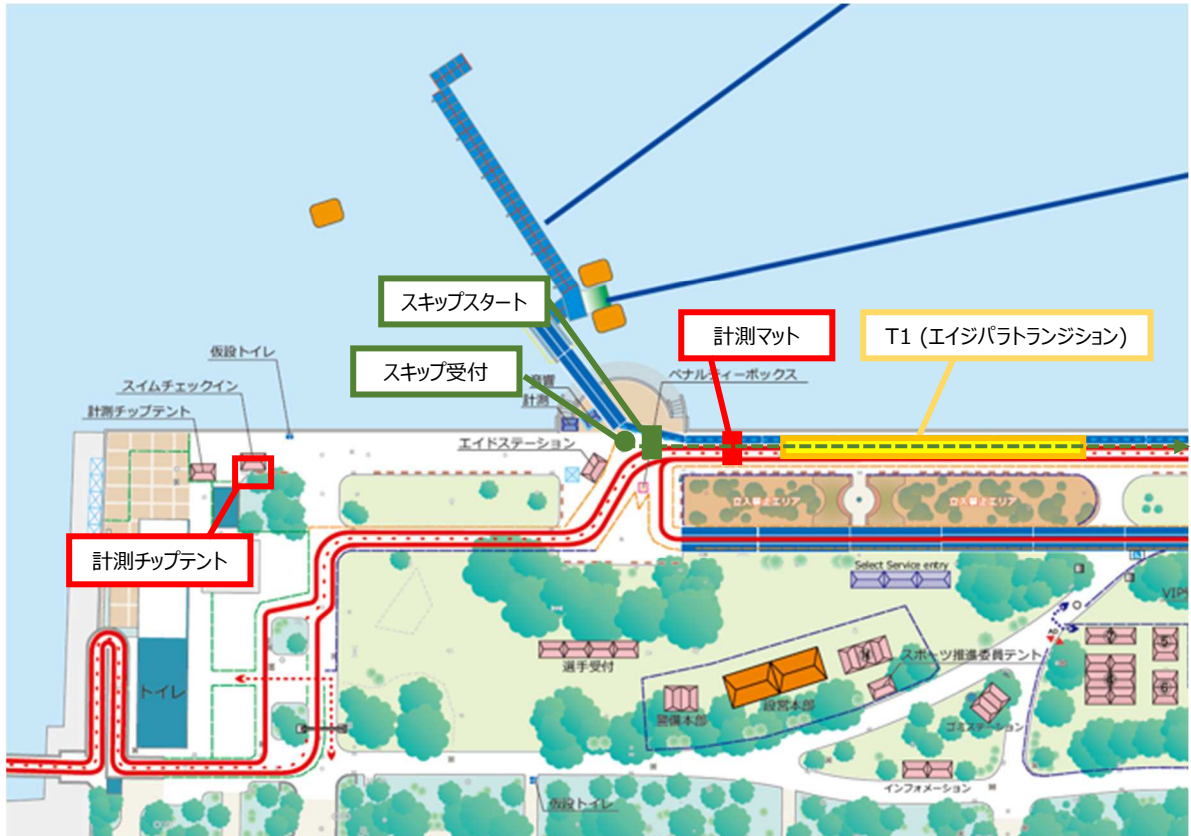 スキップスタート
計測マット
T1 (エイジパラトランジション)
仮設トイレ
スキップ受付
ペナルティーボックス
スイムチェックイン
音響
計測
計測チップテント
エイドステーション
立入禁止エリア
立入禁止エリア
計測チップテント
Select Service entry
VIP
選手受付
スポーツ推進委員テント
トイレ
警備本部
設営本部
5
6
ゴミステーション
インフォメーション
仮設トイレ